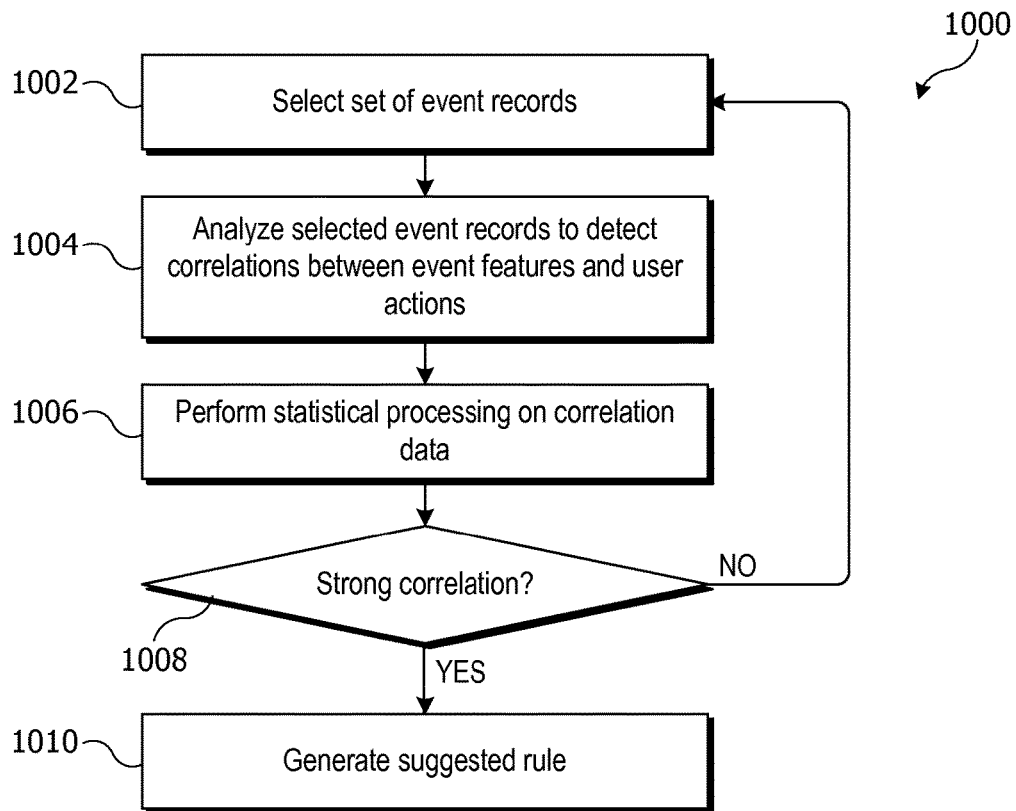 1000
1002
Select set of event records
1004
Analyze selected event records to detect
correlations between event features and user
actions
1006
Perform statistical processing on correlation
data
Strong correlation?
NO
1008
YES
1010
Generate suggested rule